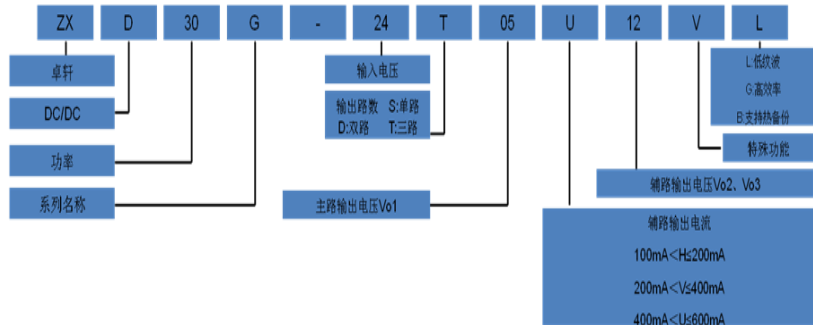 ZX D 30 G - 24 T 05 U 12 V L
卓轩
DC/DC
功率
系列名称
输入电压
输出路数 S:单路
D:双路 T:三路
主路输出电压Vo1
L:低纹波
G:高效率
B:支持热备份
特殊功能
辅路输出电压Vo2、Vo3
辅路输出电流
100mA<H≤200mA
200mA<V≤400mA
400mA<U≤600mA